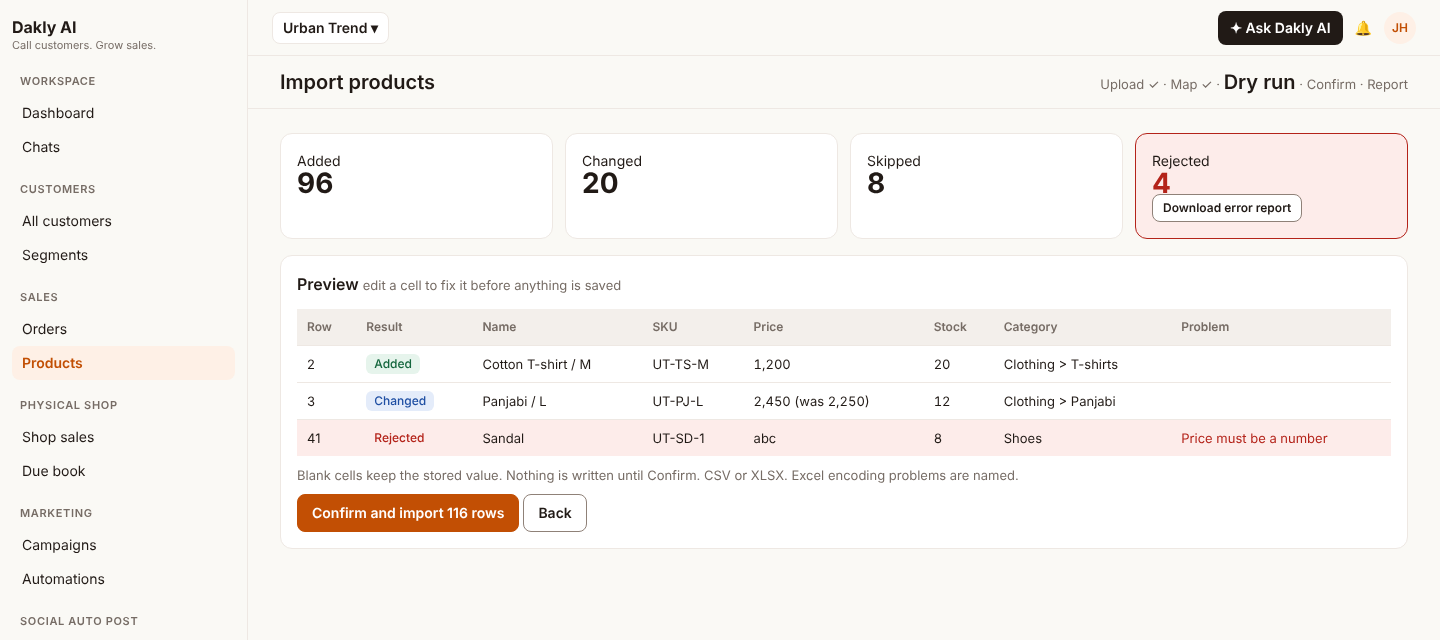 Dakly AI
Call customers. Grow sales.
WORKSPACE
Dashboard
Chats
CUSTOMERS
All customers
Segments
SALES
Orders
Products
PHYSICAL SHOP
Shop sales
Due book
MARKETING
Campaigns
Automations
SOCIAL AUTO POST
Urban Trend ▾
✦ Ask Dakly AI
JH
Import products
Upload ✓ · Map ✓ · Dry run · Confirm · Report
Added
96
Changed
20
Skipped
8
Rejected
4
Download error report
Preview edit a cell to fix it before anything is saved
Row Result Name SKU Price Stock Category Problem
2 Added Cotton T-shirt / M UT-TS-M 1,200 20 Clothing > T-shirts
3 Changed Panjabi / L UT-PJ-L 2,450 (was 2,250) 12 Clothing > Panjabi
41 Rejected Sandal UT-SD-1 abc 8 Shoes Price must be a number
Blank cells keep the stored value. Nothing is written until Confirm. CSV or XLSX. Excel encoding problems are named.
Confirm and import 116 rows
Back